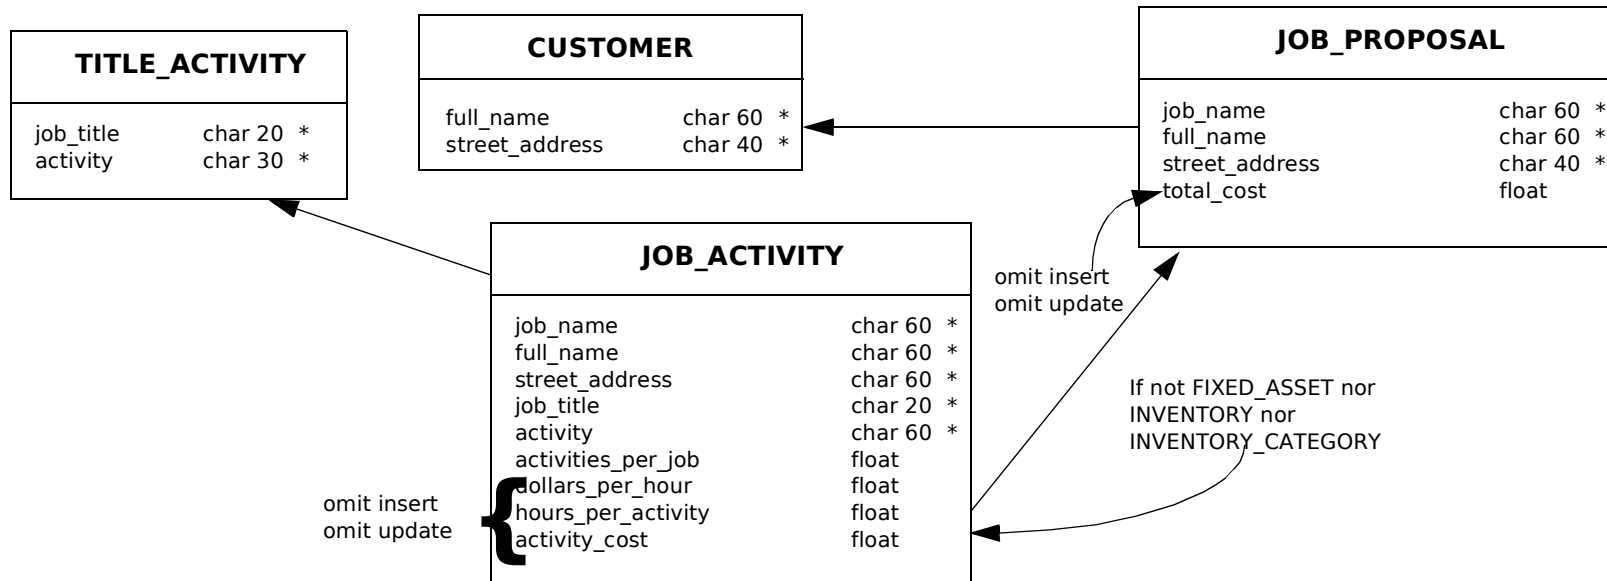 TITLE_ACTIVITY
job_title char 20 *
activity char 30 *
CUSTOMER
full_name char 60 *
street_address char 40 *
JOB_PROPOSAL
job_name char 60 *
full_name char 60 *
street_address char 40 *
total_cost float
omit insert
omit update
JOB_ACTIVITY
job_name char 60 *
full_name char 60 *
street_address char 60 *
job_title char 20 *
activity char 60 *
activities_per_job float
dollars_per_hour float
hours_per_activity float
activity_cost float
omit insert
omit update
If not FIXED_ASSET nor
INVENTORY nor
INVENTORY_CATEGORY